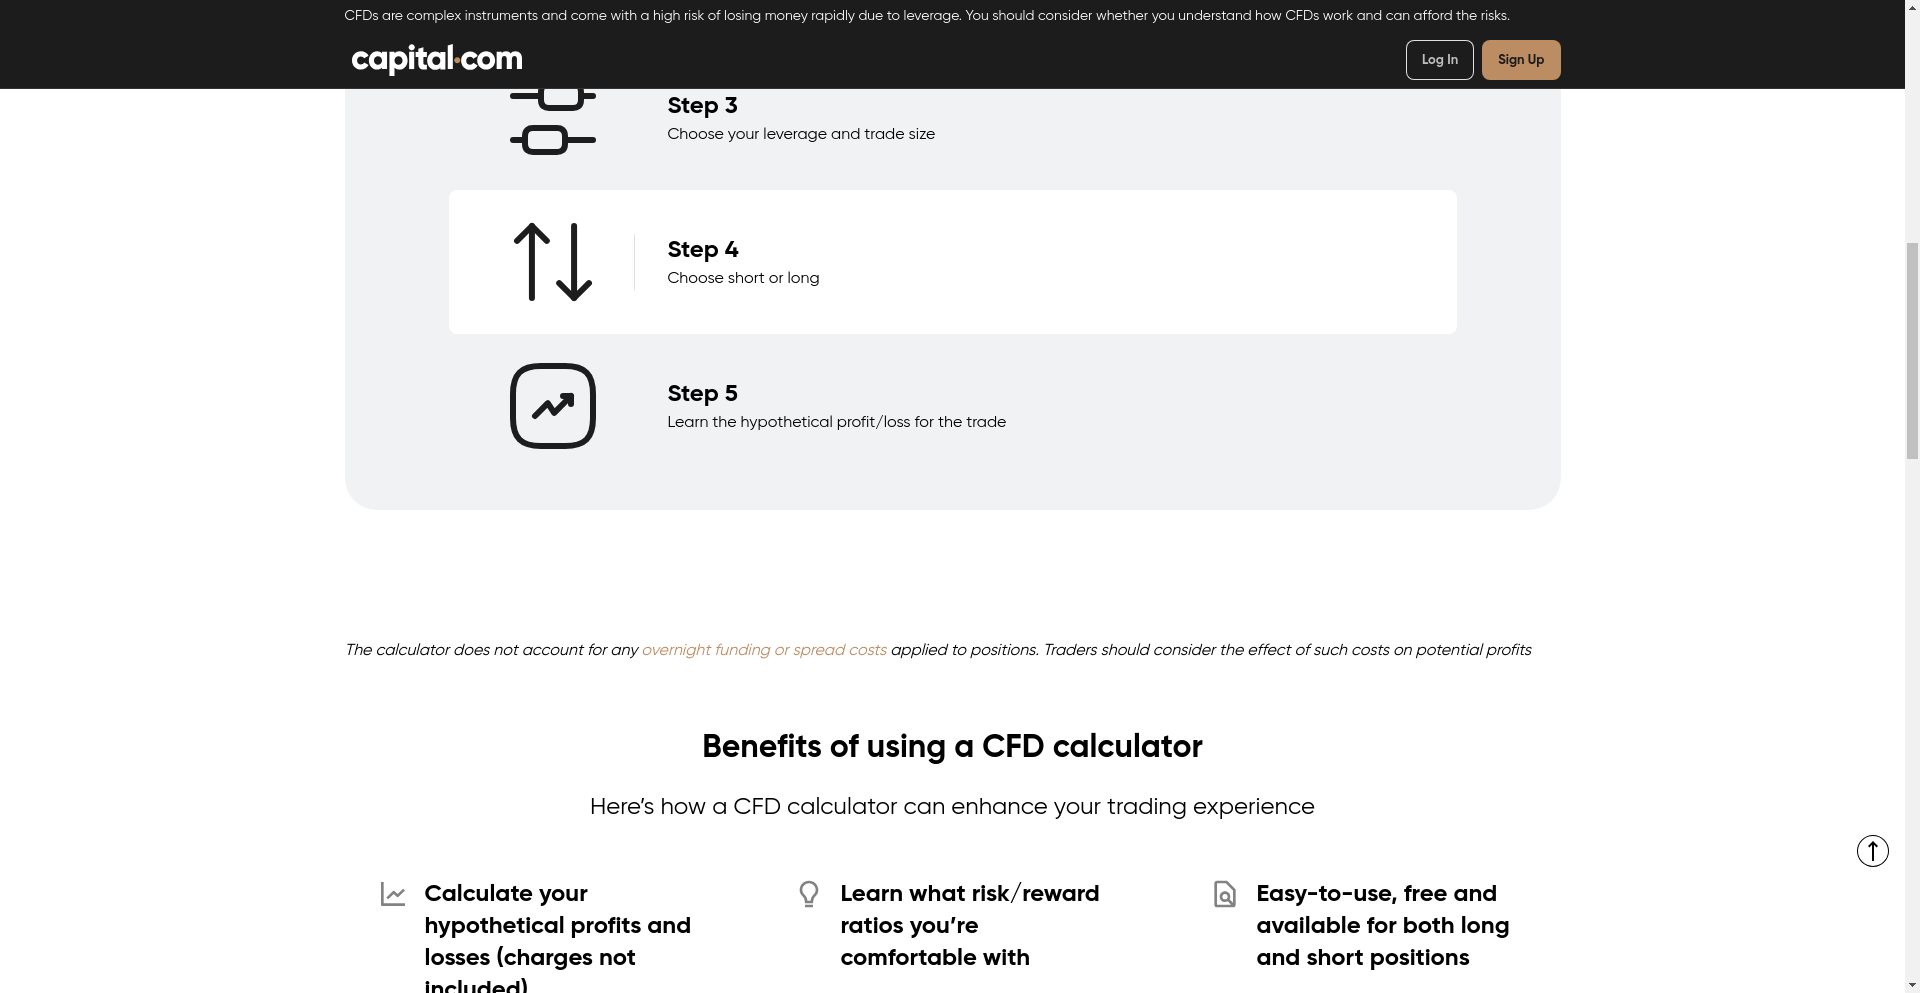 CFDs are complex instruments and come with a high risk of losing money rapidly due to leverage. You should consider whether you understand how CFDs work and can afford the risks.
capital.com
Log In
Sign Up
Step 3
Choose your leverage and trade size
Step 4
Choose short or long
Step 5
Learn the hypothetical profit/loss for the trade
The calculator does not account for any overnight funding or spread costs applied to positions. Traders should consider the effect of such costs on potential profits
Benefits of using a CFD calculator
Here’s how a CFD calculator can enhance your trading experience
Calculate your
hypothetical profits and
losses (charges not
included)
Learn what risk/reward
ratios you’re
comfortable with
Easy-to-use, free and
available for both long
and short positions